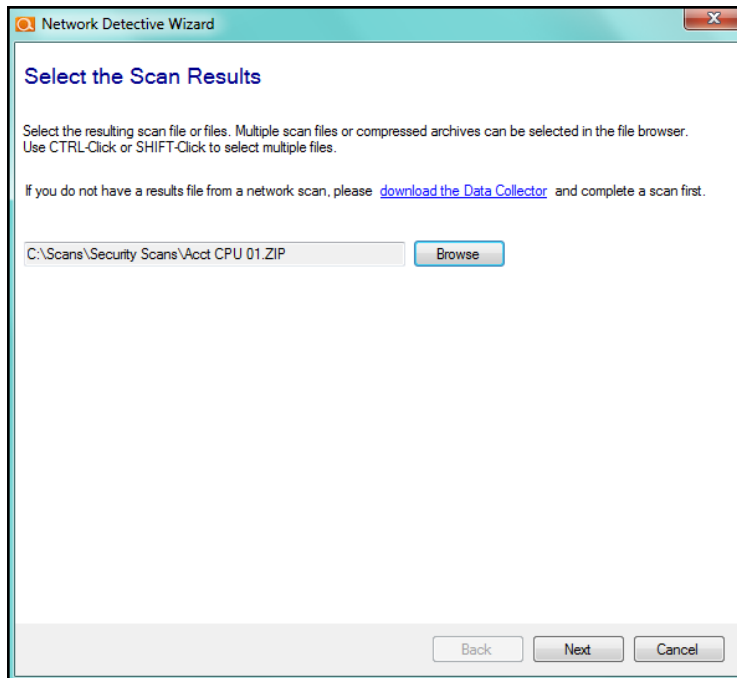 Network Detective Wizard
X
Select the Scan Results
Select the resulting scan file or files. Multiple scan files or compressed archives can be selected in the file browser.
Use CTRL-Click or SHIFT-Click to select multiple files.
If you do not have a results file from a network scan, please download the Data Collector and complete a scan first.
C:\Scans\Security Scans\Acct CPU 01.ZIP Browse
Back Next Cancel